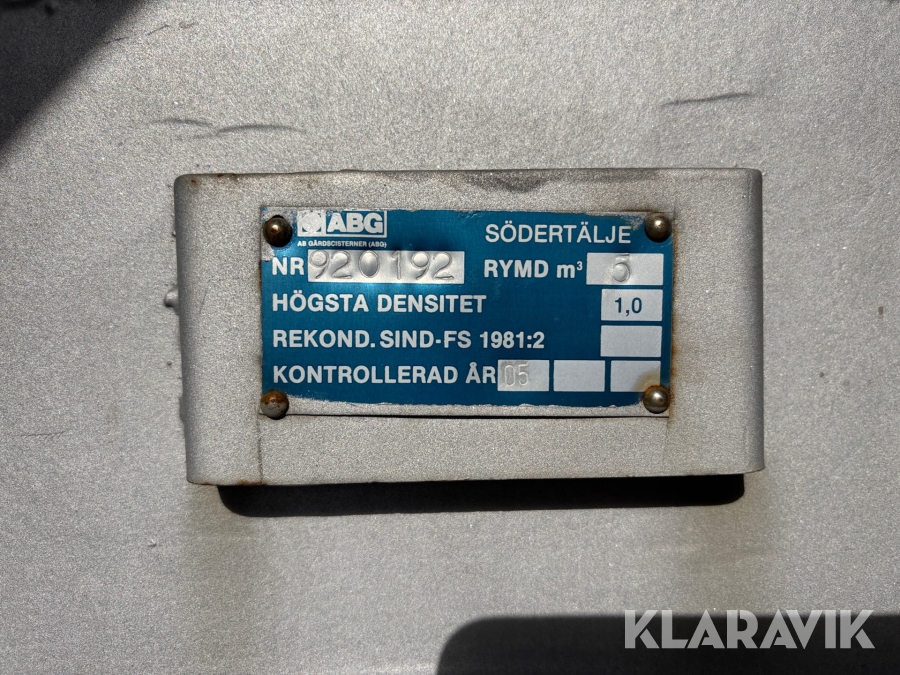 ABG
AB GÅRDSCISTERNER (ABG)
SÖDERTÄLJE
NR 920192 RYMD m³ 5
HÖGSTA DENSITET 1,0
REKOND. SIND-FS 1981:2
KONTROLLERAD ÅR 05
KLARAVIK